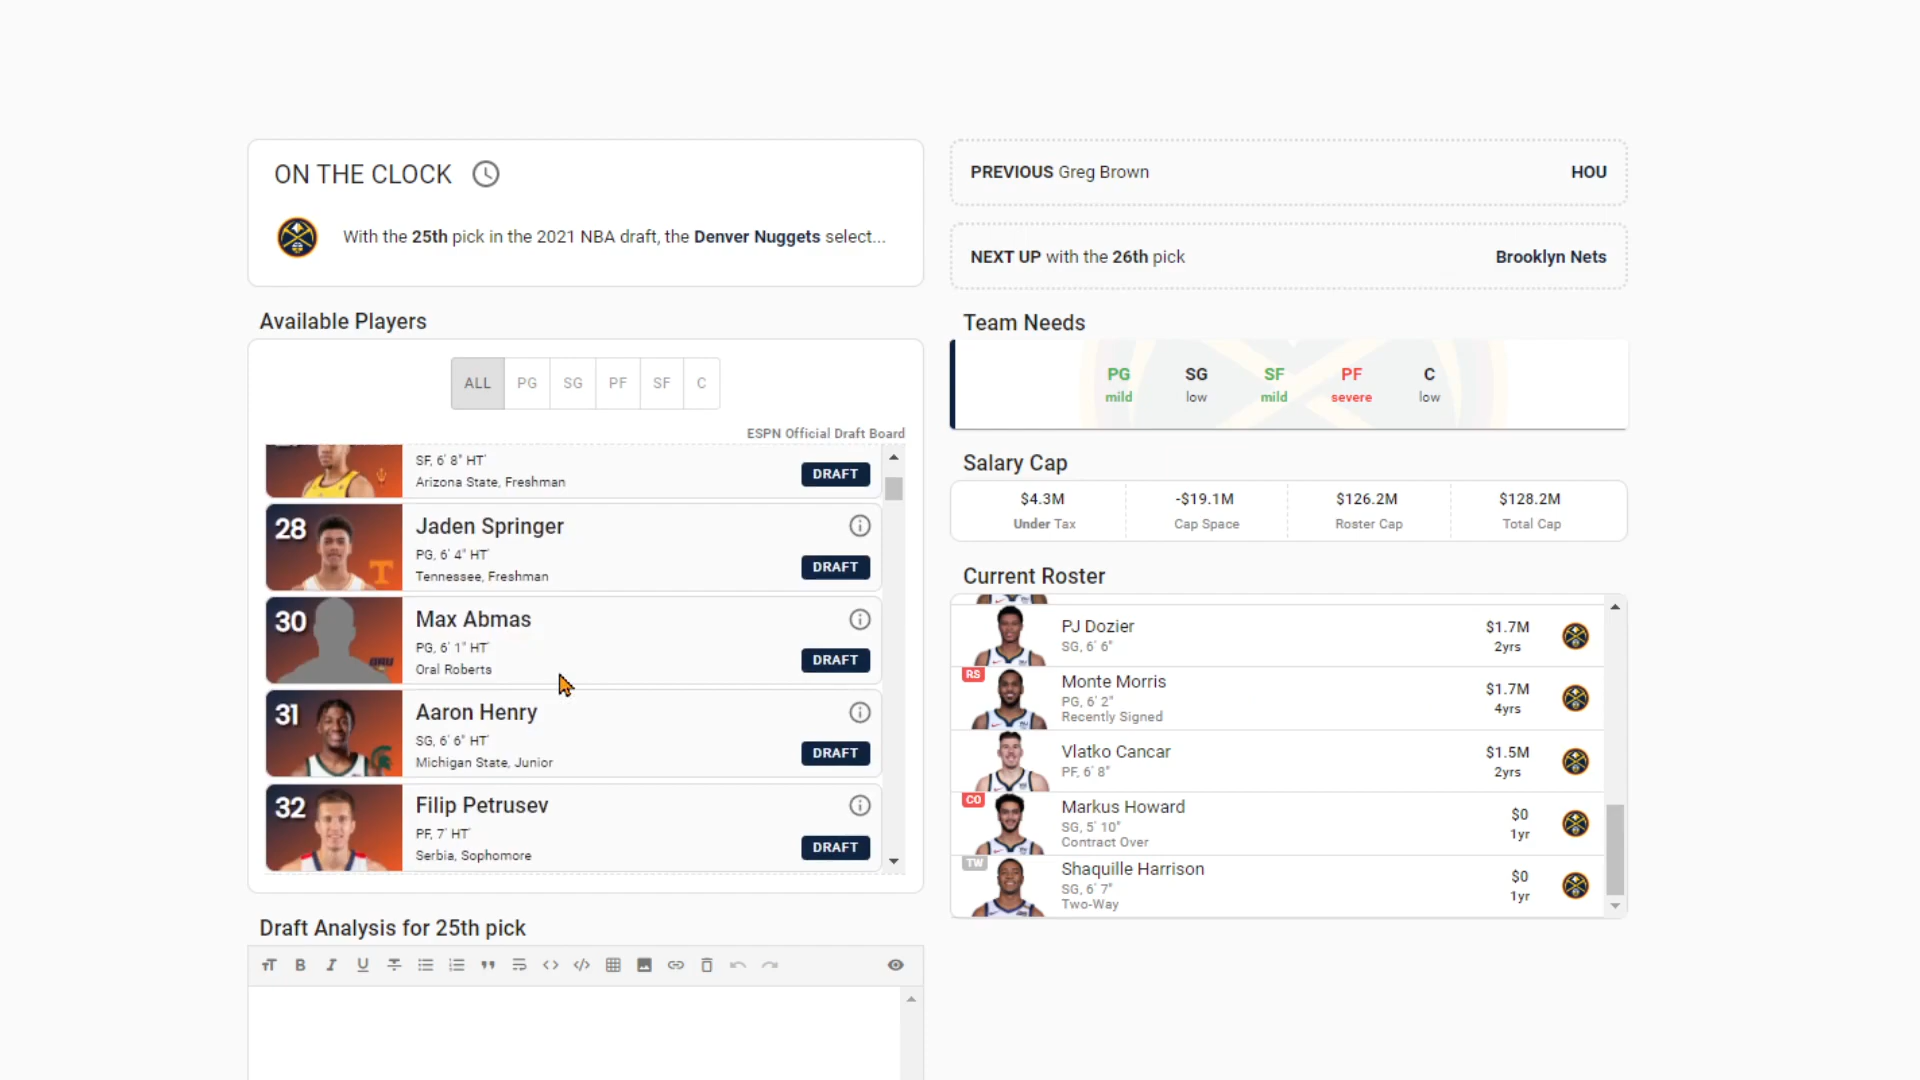 ON THE CLOCK
With the 25th pick in the 2021 NBA draft, the Denver Nuggets select...
PREVIOUS Greg Brown
HOU
NEXT UP with the 26th pick
Brooklyn Nets
Available Players
ALL PG SG PF SF C
ESPN Official Draft Board
SF, 6' 8" HT
Arizona State, Freshman
DRAFT
28
Jaden Springer
PG, 6' 4" HT
Tennessee, Freshman
DRAFT
30
Max Abmas
PG, 6' 1" HT
Oral Roberts
DRAFT
31
Aaron Henry
SG, 6' 6" HT
Michigan State, Junior
DRAFT
32
Filip Petrusev
PF, 7' HT
Serbia, Sophomore
DRAFT
Team Needs
PG SG SF PF C
mild low mild severe low
Salary Cap
$4.3M -$19.1M $126.2M $128.2M
Under Tax Cap Space Roster Cap Total Cap
Current Roster
PJ Dozier
SG, 6' 6"
$1.7M
2yrs
RS
Monte Morris
PG, 6' 2"
Recently Signed
$1.7M
4yrs
Vlatko Cancar
PF, 6' 8"
$1.5M
2yrs
CO
Markus Howard
SG, 5' 10"
Contract Over
$0
1yr
TW
Shaquille Harrison
SG, 6' 7"
Two-Way
$0
1yr
Draft Analysis for 25th pick